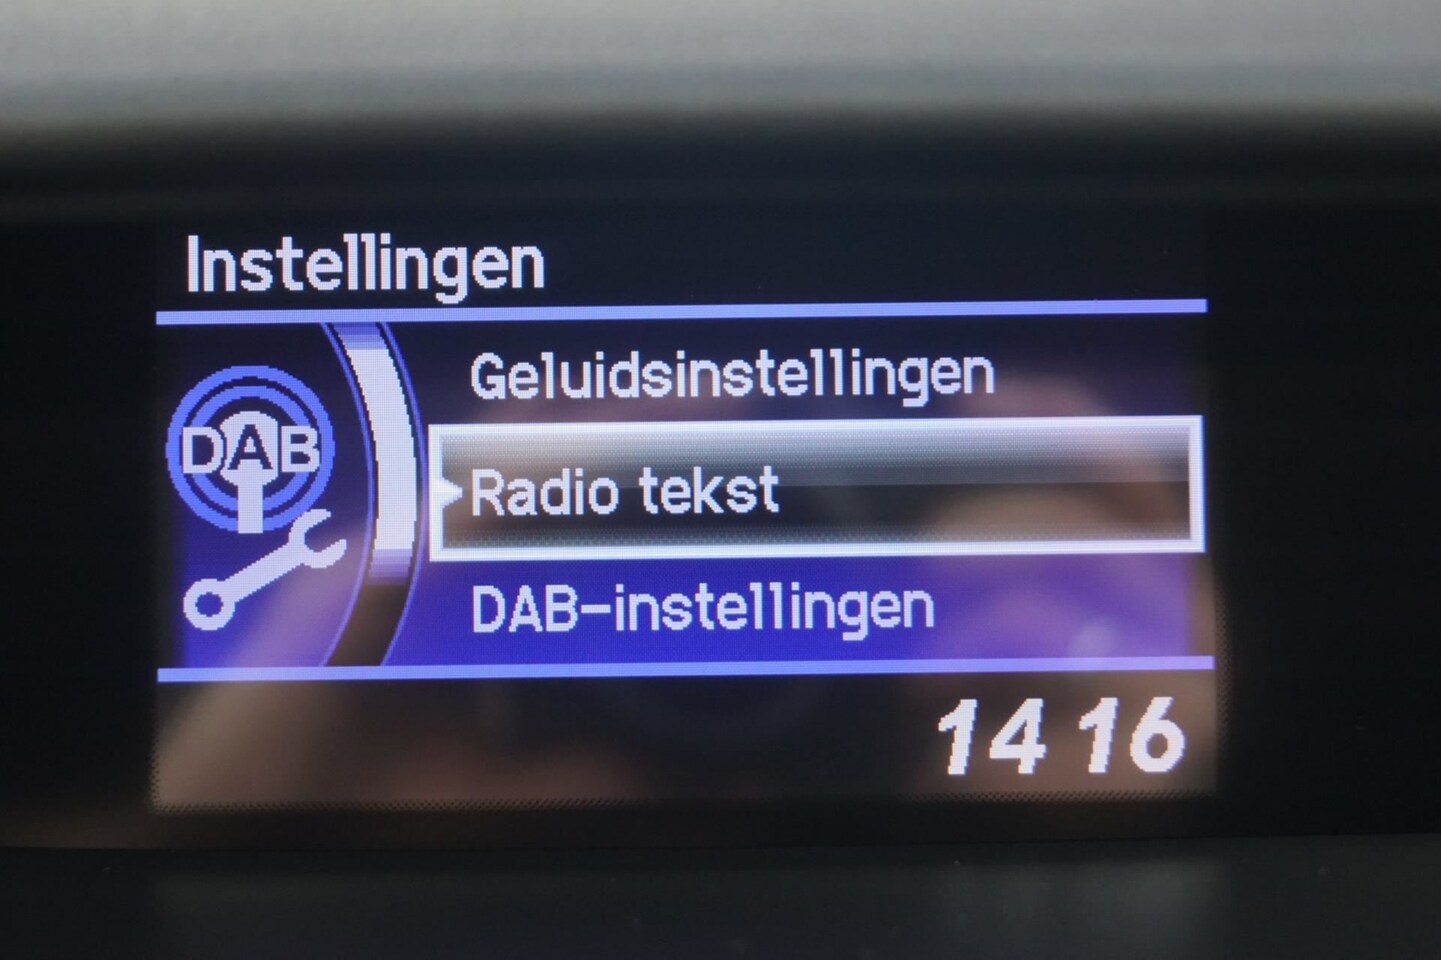 Instellingen
Geluidsinstellingen
DAB
Radio tekst
DAB-instellingen
14 16